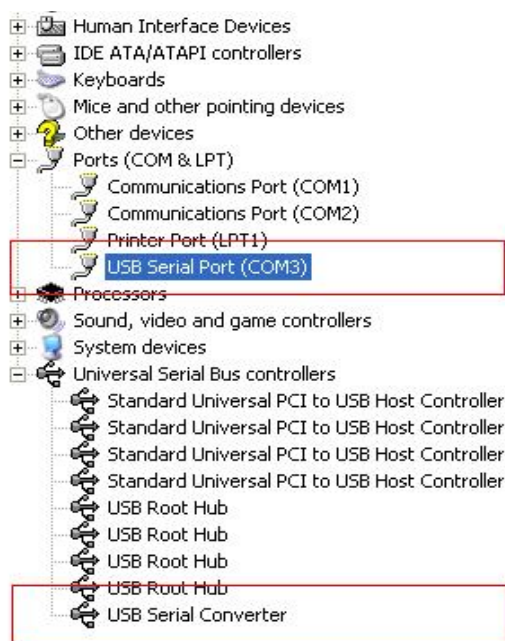 Human Interface Devices
IDE ATA/ATAPI controllers
Keyboards
Mice and other pointing devices
Other devices
Ports (COM & LPT)
Communications Port (COM1)
Communications Port (COM2)
Printer Port (LPT1)
USB Serial Port (COM3)
Processors
Sound, video and game controllers
System devices
Universal Serial Bus controllers
Standard Universal PCI to USB Host Controller
Standard Universal PCI to USB Host Controller
Standard Universal PCI to USB Host Controller
Standard Universal PCI to USB Host Controller
USB Root Hub
USB Root Hub
USB Root Hub
USB Root Hub
USB Serial Converter